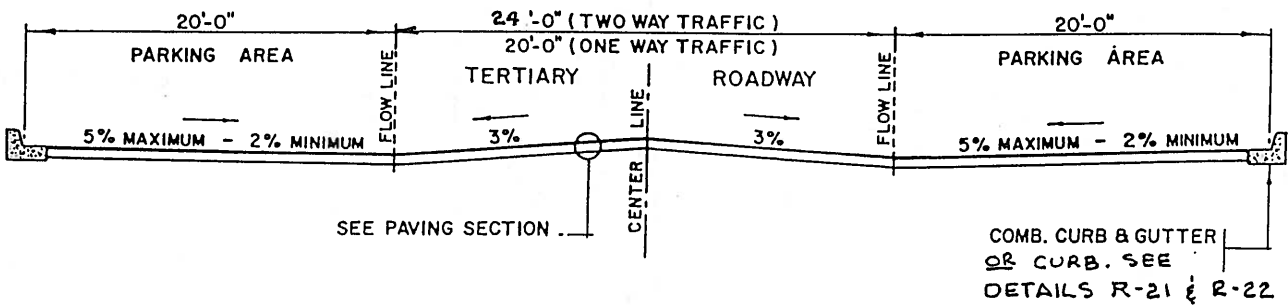 20'-0"
24'-0" (TWO WAY TRAFFIC)
20'-0"
20'-0" (ONE WAY TRAFFIC)
PARKING AREA
PARKING AREA
TERTIARY
ROADWAY
FLOW LINE
CENTER LINE
FLOW LINE
5% MAXIMUM - 2% MINIMUM
3%
3%
5% MAXIMUM - 2% MINIMUM
SEE PAVING SECTION
COMB. CURB & GUTTER
OR CURB. SEE
DETAILS R-21 & R-22